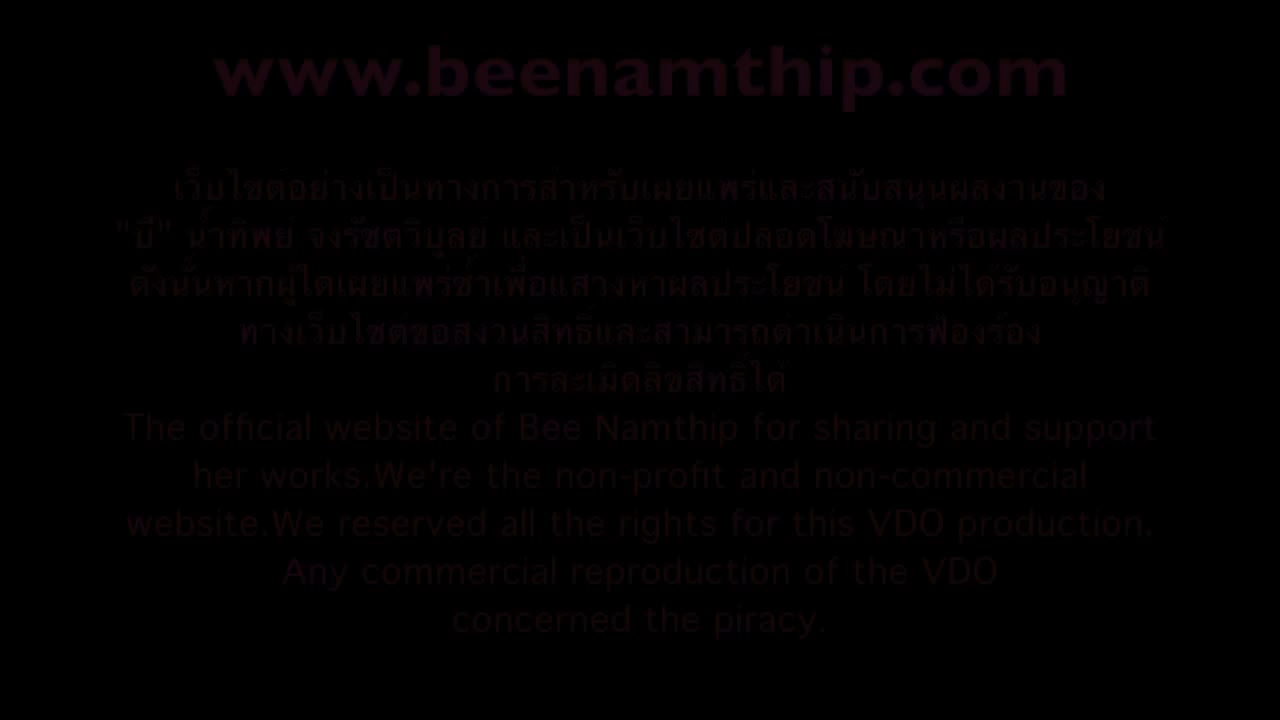 www.beenamthip.com
เว็บไซต์อย่างเป็นทางการสำหรับเผยแพร่และสนับสนุนผลงานของ
"บี" น้ำทิพย์ จงรัชตวิบูลย์ และเป็นเว็บไซต์ปลอดโฆษณาหรือผลประโยชน์
ดังนั้นหากผู้ใดเผยแพร่ซ้ำเพื่อแสวงหาผลประโยชน์ โดยไม่ได้รับอนุญาติ
ทางเว็บไซต์ขอสงวนสิทธิ์และสามารถดำเนินการฟ้องร้อง
การละเมิดลิขสิทธิ์ได้
The official website of Bee Namthip for sharing and support
her works.We're the non-profit and non-commercial
website.We reserved all the rights for this VDO production.
Any commercial reproduction of the VDO
concerned the piracy.